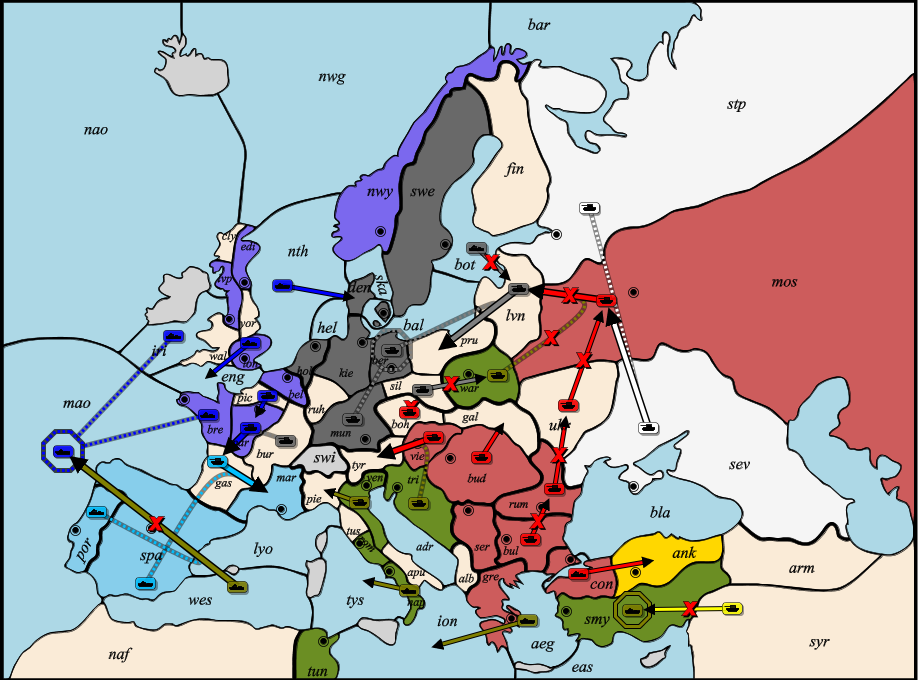 bar
nwg
stp
nao
fin
nwy
swe
cly
edi
nth
bot
mos
lvp
den
ska
yor
iri
hel
bal
lvn
wal
lon
pru
ber
eng
hol
kie
sil
war
mao
pic
bel
ruh
boh
gal
ukr
bre
par
mun
bur
swi
tyr
vie
sev
gas
mar
bud
pie
ven
tri
rum
bla
por
spa
lyo
tus
rom
adr
ser
bul
ank
apu
alb
gre
con
arm
wes
tys
nap
ion
smy
naf
aeg
syr
tun
eas